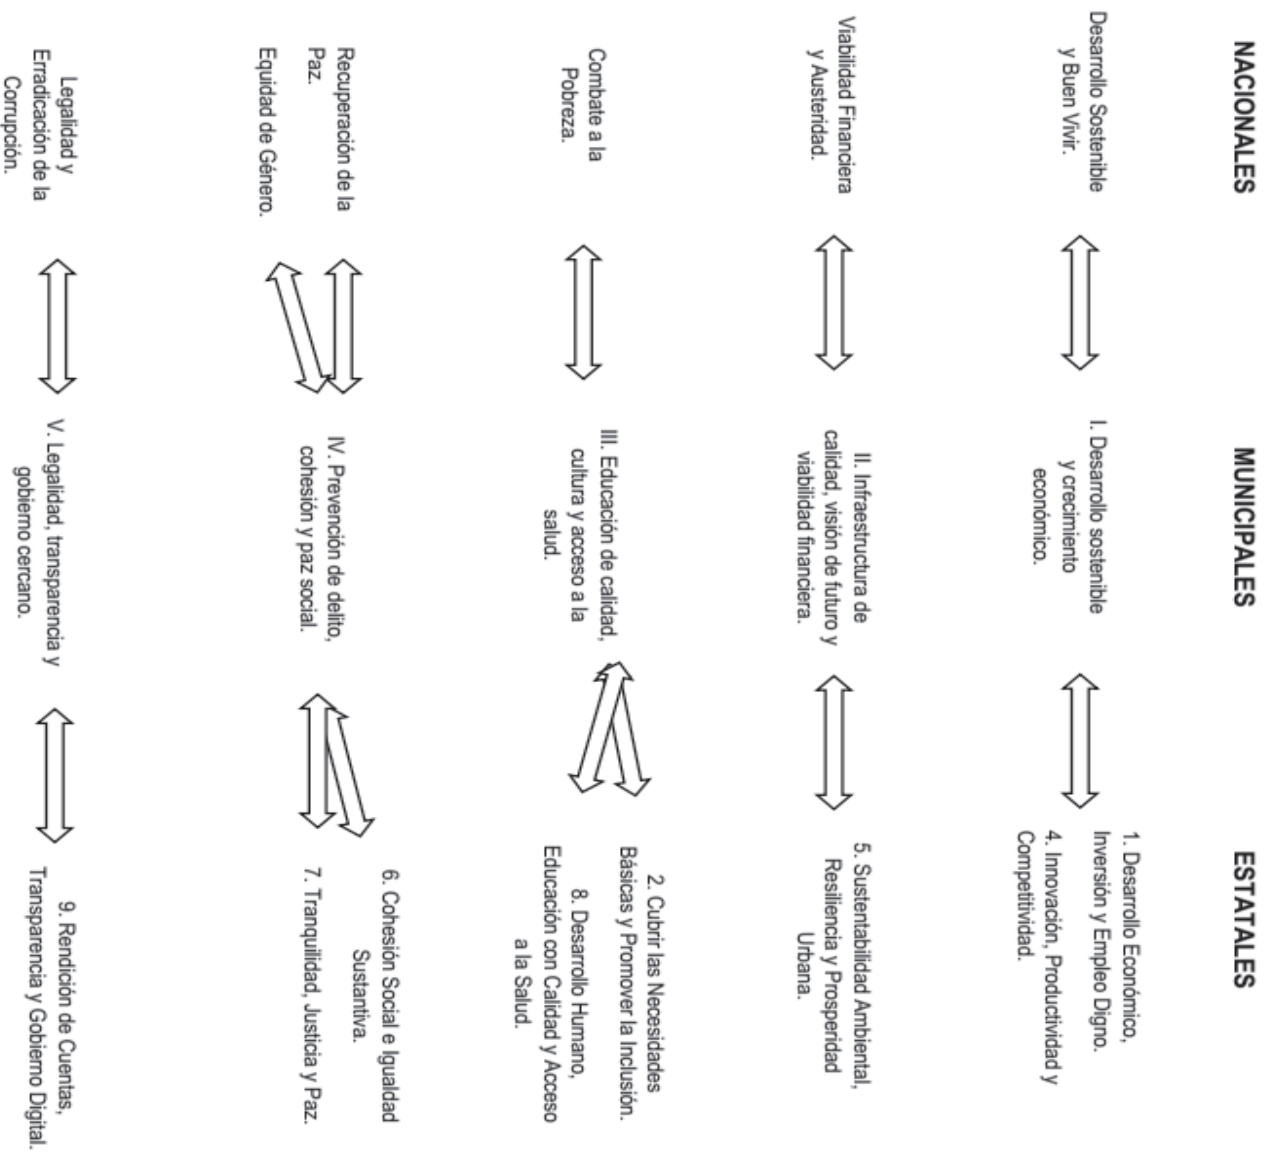 NACIONALES
MUNICIPALES
ESTATALES
Desarrollo Sostenible
y Buen Vivir.
I. Desarrollo sostenible
y crecimiento
económico.
1. Desarrollo Económico,
Inversión y Empleo Digno.
4. Innovación, Productividad y
Competitividad.
Viabilidad Financiera
y Austeridad.
II. Infraestructura de
calidad, visión de futuro y
viabilidad financiera.
5. Sustentabilidad Ambiental,
Resiliencia y Prosperidad
Urbana.
Combate a la
Pobreza.
III. Educación de calidad,
cultura y acceso a la
salud.
2. Cubrir las Necesidades
Básicas y Promover la Inclusión.
8. Desarrollo Humano,
Educación con Calidad y Acceso
a la Salud.
Recuperación de la
Paz.
Equidad de Género.
IV. Prevención de delito,
cohesión y paz social.
6. Cohesión Social e Igualdad
Sustantiva.
7. Tranquilidad, Justicia y Paz.
Legalidad y
Erradicación de la
Corrupción.
V. Legalidad, transparencia y
gobierno cercano.
9. Rendición de Cuentas,
Transparencia y Gobierno Digital.